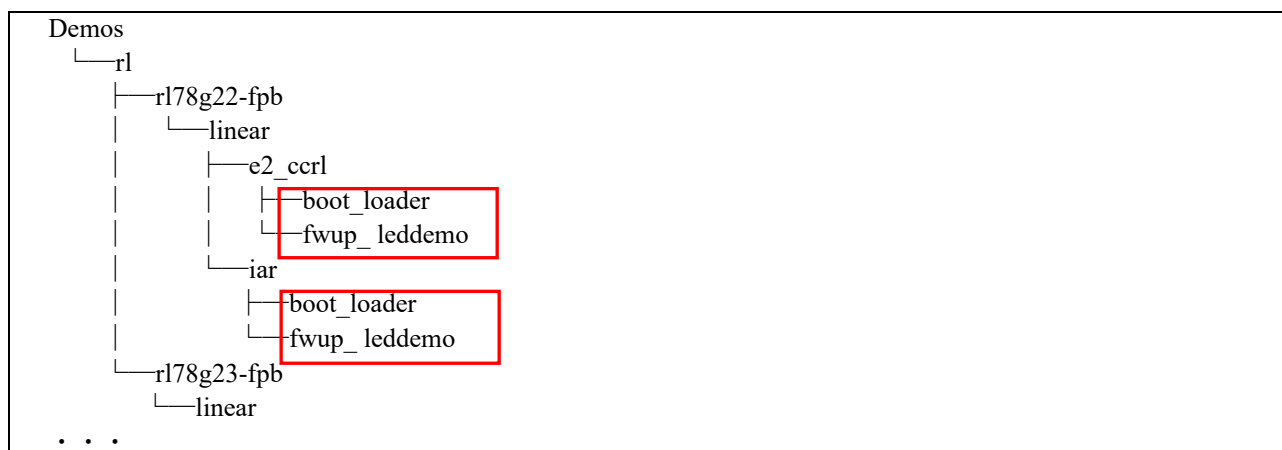 Demos
└──rl
├──rl78g22-fpb
│ └──linear
│ ├──e2_ccrl
│ │ ├──boot_loader
│ │ └──fwup_ leddemo
│ └──iar
│ ├──boot_loader
│ └──fwup_ leddemo
└──rl78g23-fpb
└──linear
・・・